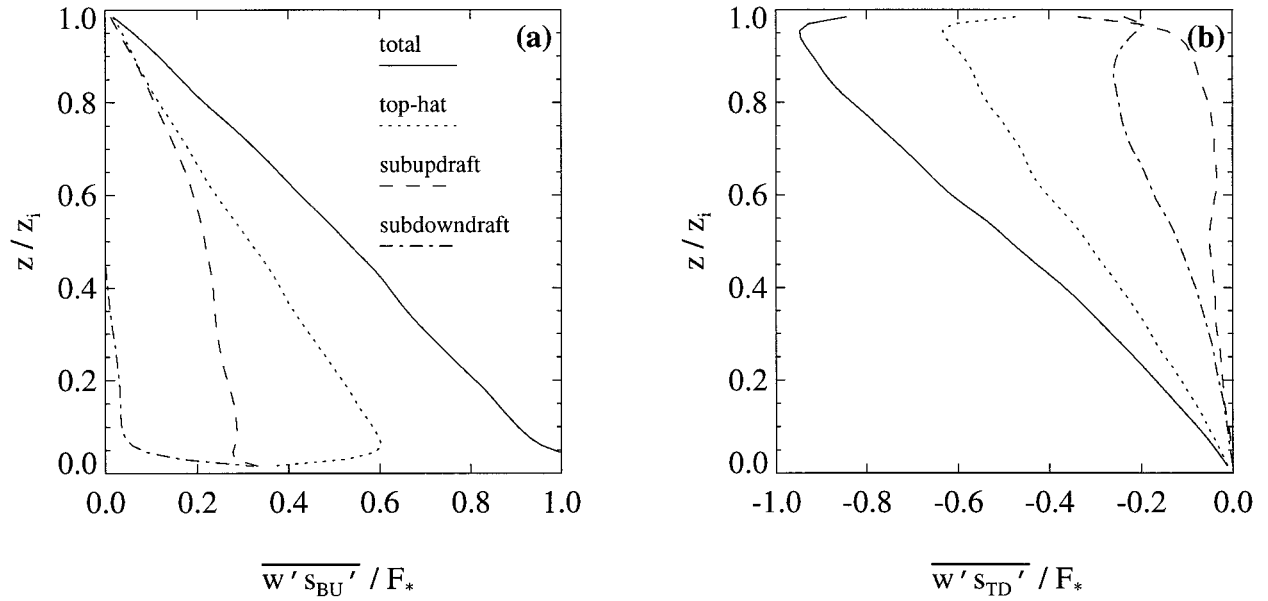 (a)
total
top-hat
subupdraft
subdowndraft
1.0
0.8
0.6
0.4
0.2
0.0
z / z_i
0.0 0.2 0.4 0.6 0.8 1.0
w ′ s_BU ′ / F_*
(b)
1.0
0.8
0.6
0.4
0.2
0.0
z / z_i
-1.0 -0.8 -0.6 -0.4 -0.2 0.0
w ′ s_TD ′ / F_*